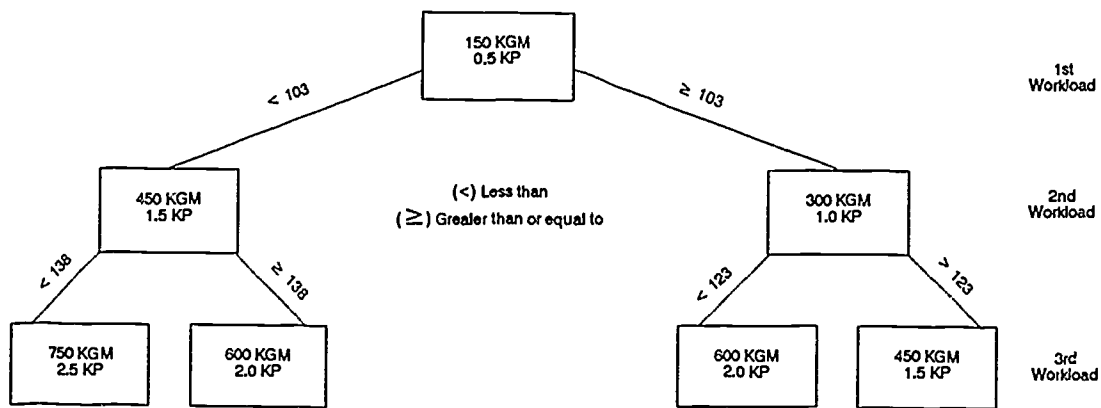 150 KGM
0.5 KP
1st
Workload
< 103
≥ 103
450 KGM
1.5 KP
(<) Less than
(≥) Greater than or equal to
300 KGM
1.0 KP
2nd
Workload
< 138
≥ 138
< 123
> 123
750 KGM
2.5 KP
600 KGM
2.0 KP
600 KGM
2.0 KP
450 KGM
1.5 KP
3rd
Workload